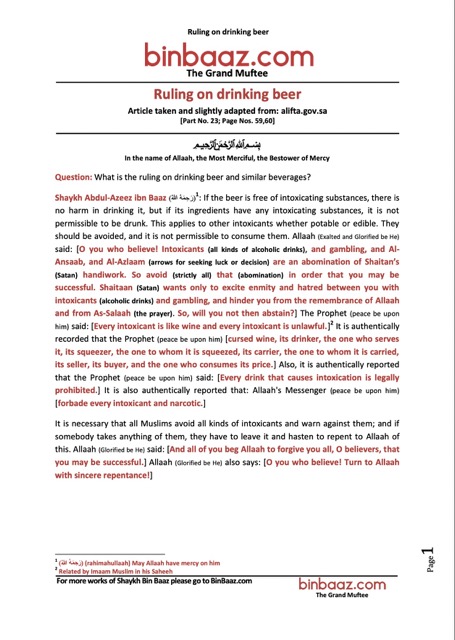 Ruling on drinking beer
binbaaz.com
The Grand Muftee
Ruling on drinking beer
Article taken and slightly adapted from: alifta.gov.sa
[Part No. 23; Page Nos. 59,60]
بِسْمِ اللهِ الرَّحْمٰنِ الرَّحِيْمِ
In the name of Allaah, the Most Merciful, the Bestower of Mercy
Question: What is the ruling on drinking beer and similar beverages?
Shaykh Abdul-Azeez ibn Baaz (رَحِمَهُ اللهُ)¹: If the beer is free of intoxicating substances, there is
no harm in drinking it, but if its ingredients have any intoxicating substances, it is not
permissible to be drunk. This applies to other intoxicants whether potable or edible. They
should be avoided, and it is not permissible to consume them. Allaah (Exalted and Glorified be He)
said: [O you who believe! Intoxicants (all kinds of alcoholic drinks), and gambling, and Al-
Ansaab, and Al-Azlaam (arrows for seeking luck or decision) are an abomination of Shaitan's
(Satan) handiwork. So avoid (strictly all) that (abomination) in order that you may be
successful. Shaitaan (Satan) wants only to excite enmity and hatred between you with
intoxicants (alcoholic drinks) and gambling, and hinder you from the remembrance of Allaah
and from As-Salaah (the prayer). So, will you not then abstain?] The Prophet (peace be upon
him) said: [Every intoxicant is like wine and every intoxicant is unlawful.]² It is authentically
recorded that the Prophet (peace be upon him) [cursed wine, its drinker, the one who serves
it, its squeezer, the one to whom it is squeezed, its carrier, the one to whom it is carried,
its seller, its buyer, and the one who consumes its price.] Also, it is authentically reported
that the Prophet (peace be upon him) said: [Every drink that causes intoxication is legally
prohibited.] It is also authentically reported that: Allaah's Messenger (peace be upon him)
[forbade every intoxicant and narcotic.]
It is necessary that all Muslims avoid all kinds of intoxicants and warn against them; and if
somebody takes anything of them, they have to leave it and hasten to repent to Allaah of
this. Allaah (Glorified be He) said: [And all of you beg Allaah to forgive you all, O believers, that
you may be successful.] Allaah (Glorified be He) also says: [O you who believe! Turn to Allaah
with sincere repentance!]
¹ (رَحِمَهُ اللهُ) (rahimahullaah) May Allaah have mercy on him
² Related by Imaam Muslim in his Saheeh
For more works of Shaykh Bin Baaz please go to BinBaaz.com
binbaaz.com
The Grand Muftee
Page 1